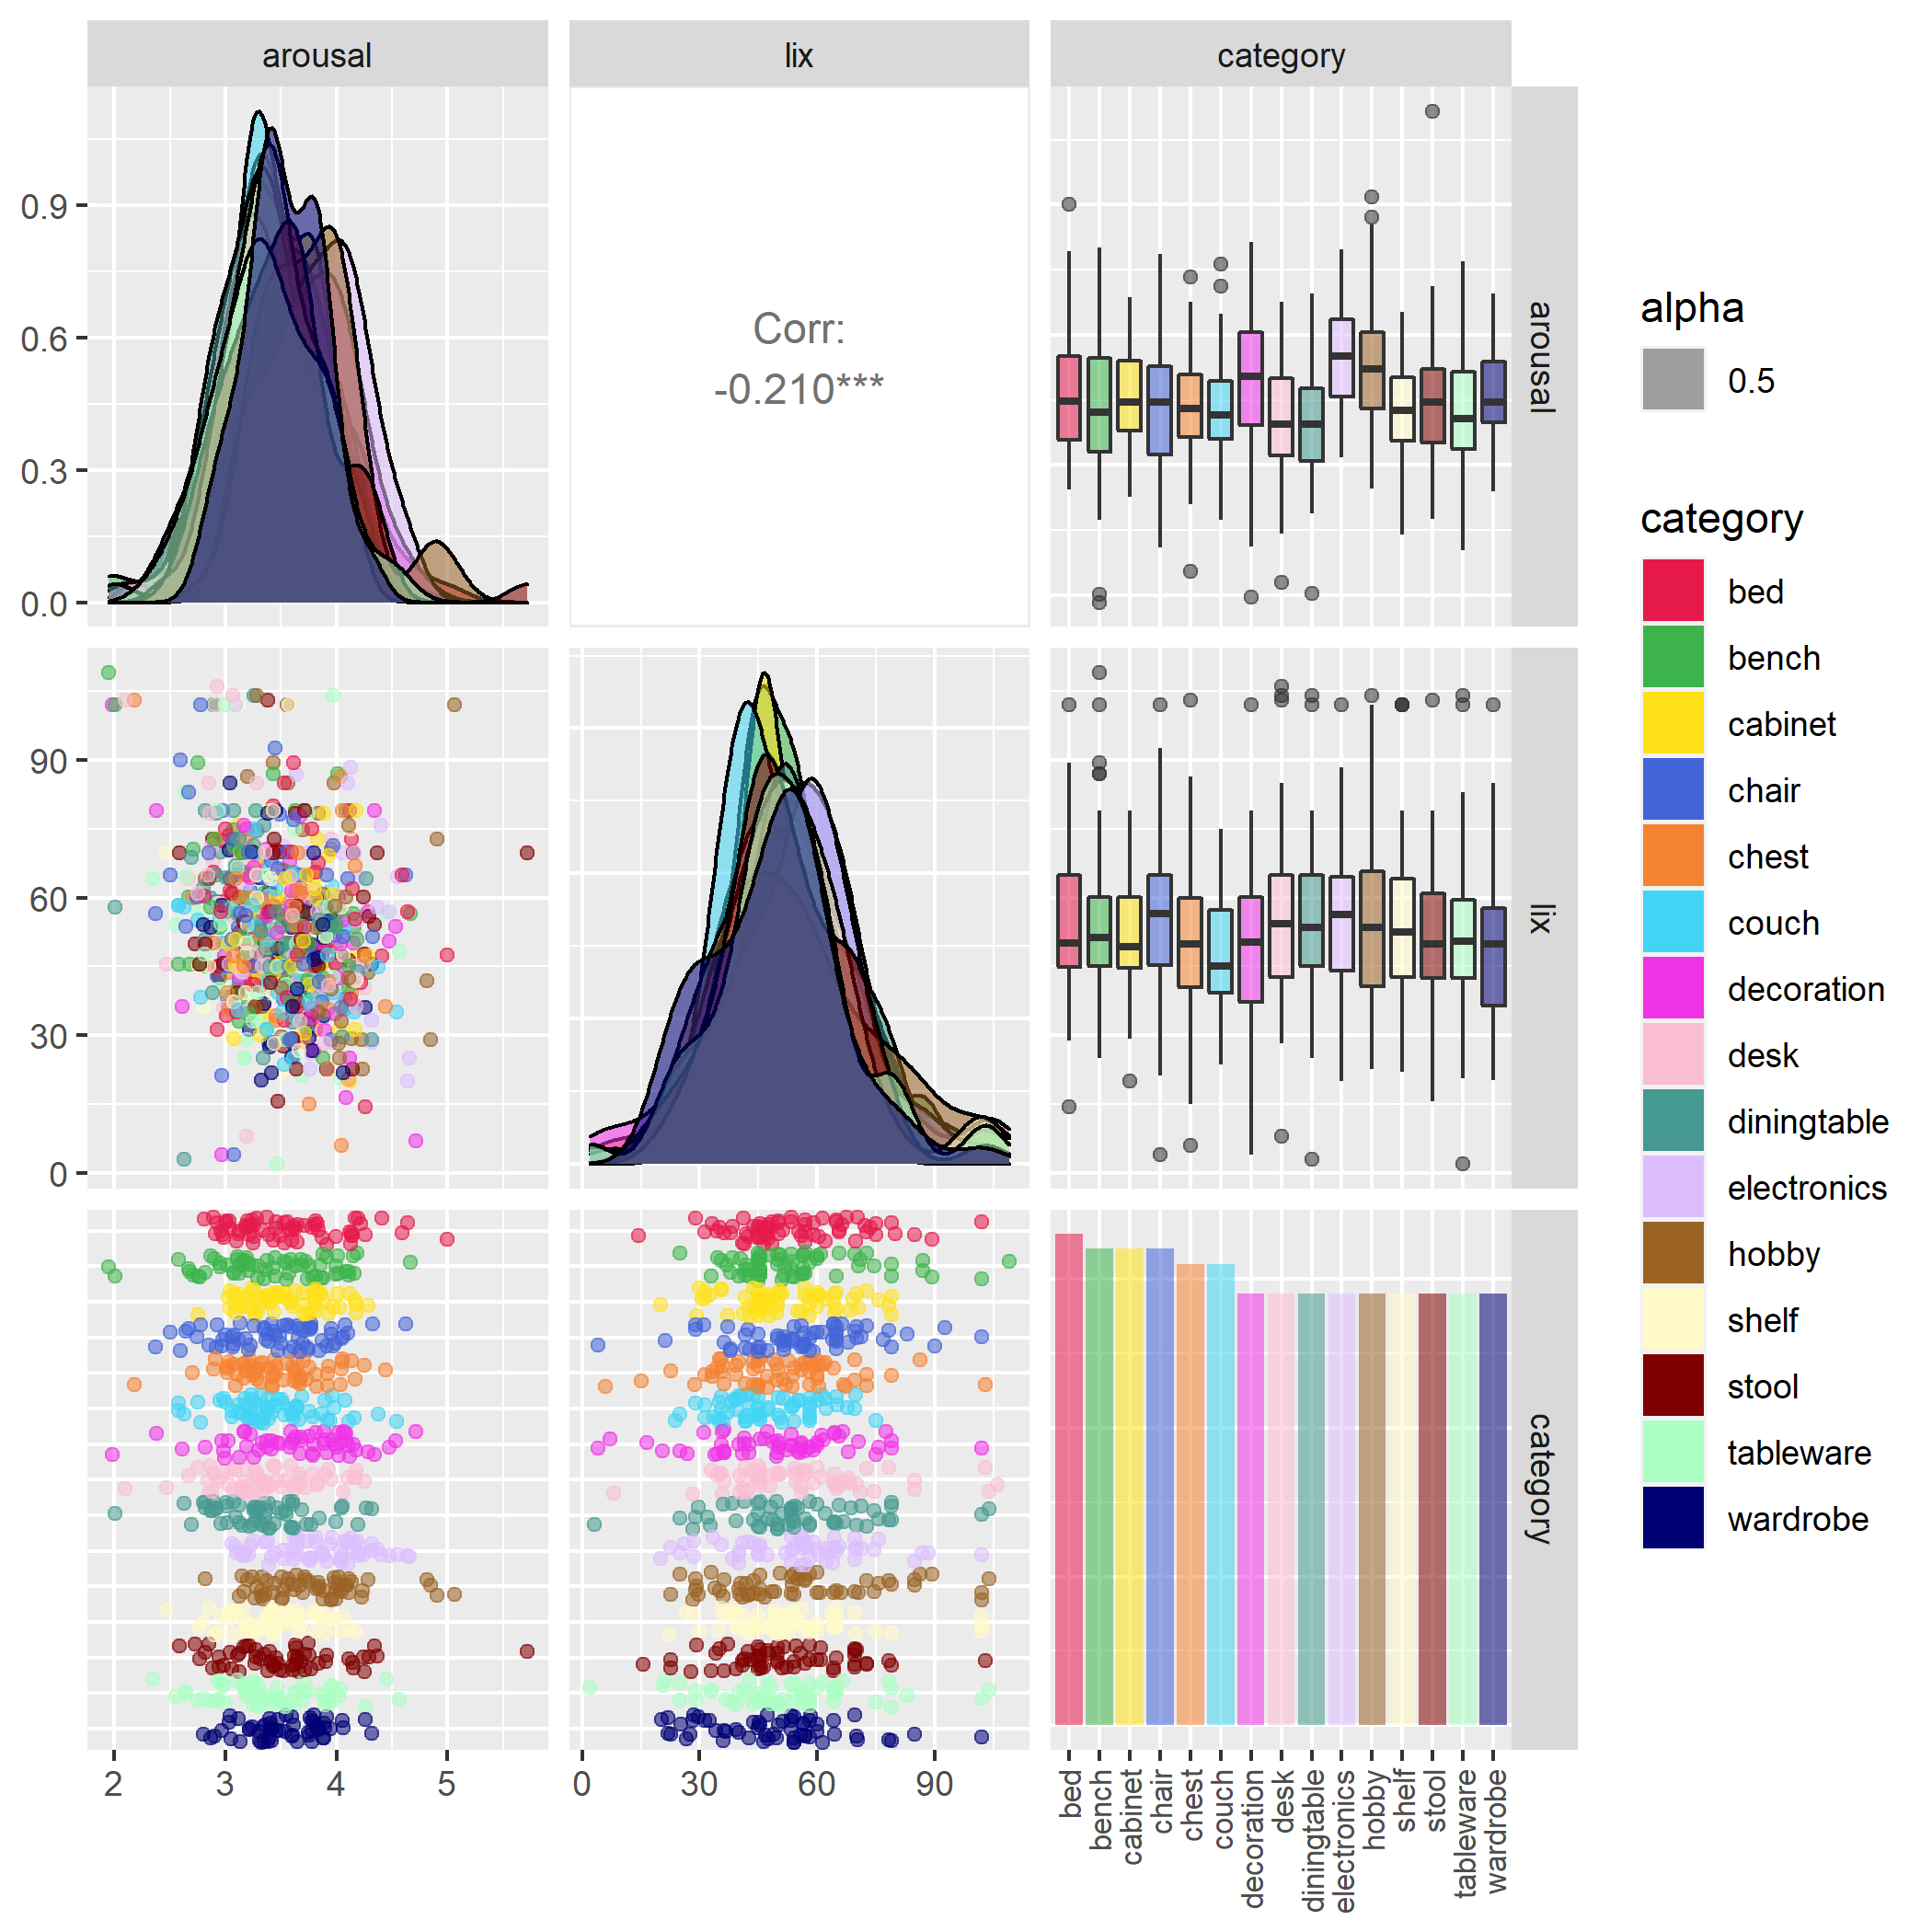 arousal
lix
category
0.9
0.6
0.3
0.0
Corr:
-0.210***
arousal
90
60
30
0
lix
category
2
3
4
5
0
30
60
90
bed
bench
cabinet
chair
chest
couch
decoration
desk
diningtable
electronics
hobby
shelf
stool
tableware
wardrobe
alpha
0.5
category
bed
bench
cabinet
chair
chest
couch
decoration
desk
diningtable
electronics
hobby
shelf
stool
tableware
wardrobe